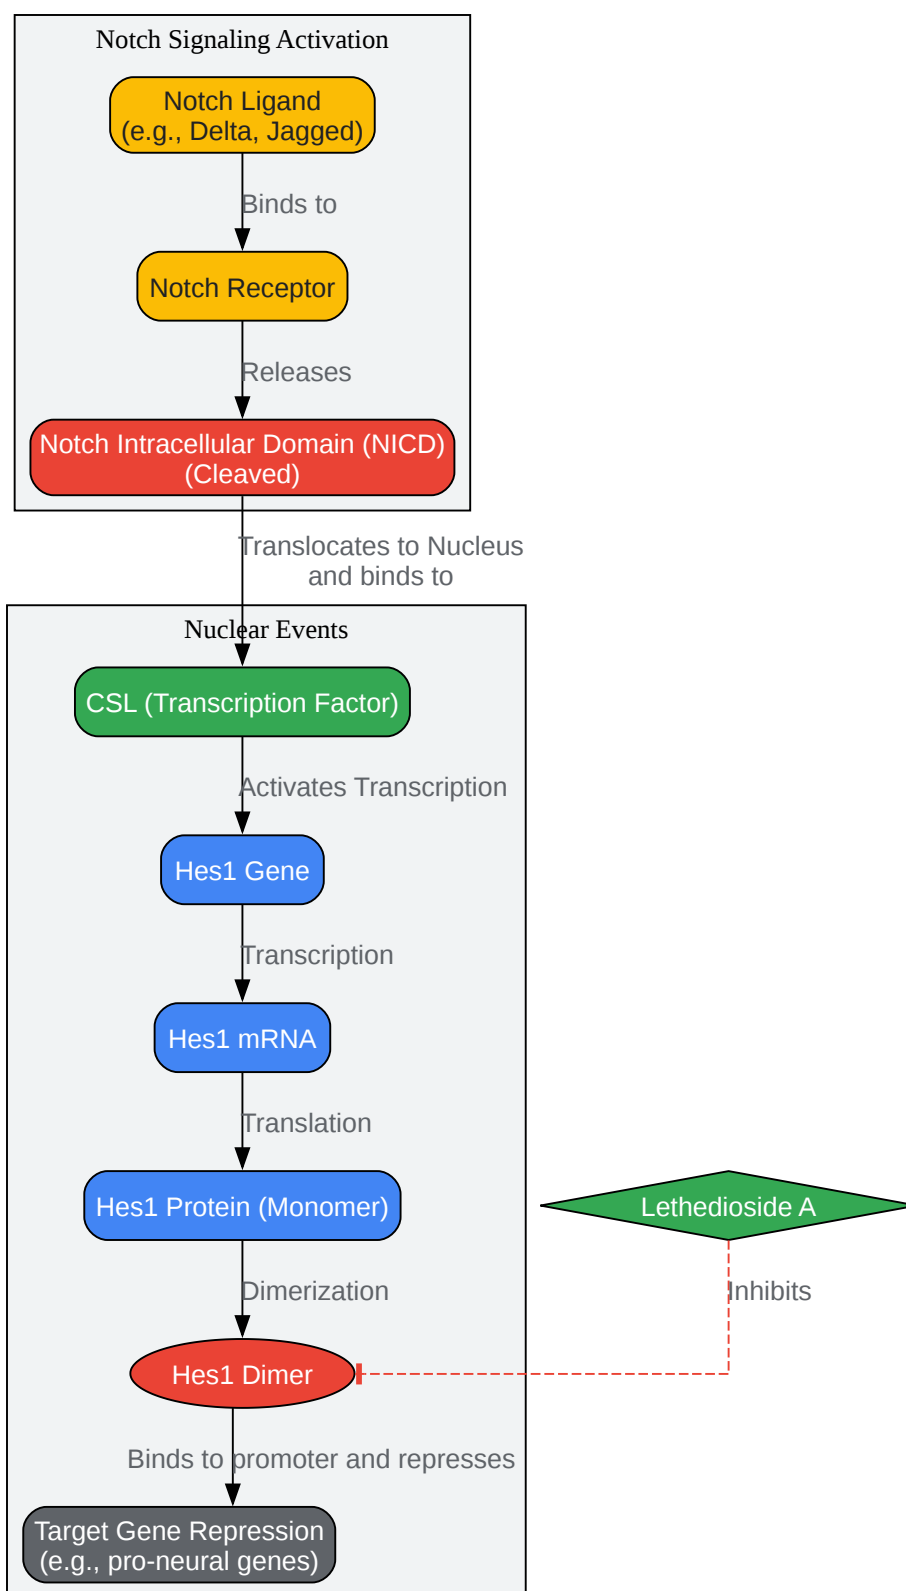 Notch Signaling Activation
Notch Ligand
(e.g., Delta, Jagged)
Binds to
Notch Receptor
Releases
Notch Intracellular Domain (NICD)
(Cleaved)
Translocates to Nucleus
and binds to
Nuclear Events
CSL (Transcription Factor)
Activates Transcription
Hes1 Gene
Transcription
Hes1 mRNA
Translation
Hes1 Protein (Monomer)
Lethedioside A
Dimerization
Inhibits
Hes1 Dimer
Binds to promoter and represses
Target Gene Repression
(e.g., pro-neural genes)